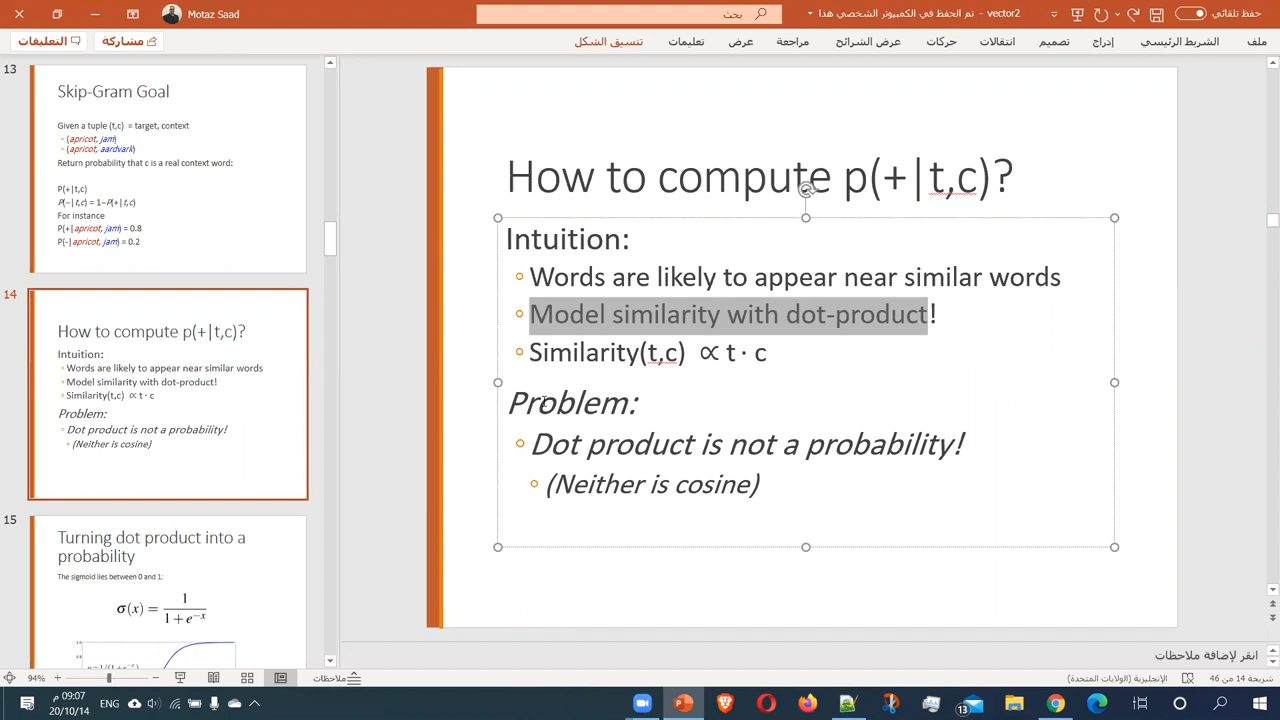 Motaz Saad
بحث
vector2 - هذا الكمبيوتر الشخصي هذا
حفظ تلقائي
ملف
الشريط الرئيسي
إدراج
تصميم
انتقالات
حركات
عرض الشرائح
مراجعة
عرض
تعليمات
تنسيق الشكل
مشاركة
التعليقات
13
Skip-Gram Goal
Given a tuple (t,c) = target, context
(apricot, jam)
(apricot, aardvark)
Return probability that c is a real context word:
P(+|t,c)
P(−|t,c) = 1−P(+|t,c)
For instance
P(+|apricot, jam) = 0.8
P(-|apricot, jam) = 0.2
14
How to compute p(+|t,c)?
Intuition:
Words are likely to appear near similar words
Model similarity with dot-product!
Similarity(t,c) ∝ t · c
Problem:
Dot product is not a probability!
(Neither is cosine)
15
Turning dot product into a
probability
The sigmoid lies between 0 and 1:
σ(x) = 1 / (1 + e^−x)
How to compute p(+|t,c)?
Intuition:
Words are likely to appear near similar words
Model similarity with dot-product!
Similarity(t,c) ∝ t · c
Problem:
Dot product is not a probability!
(Neither is cosine)
انقر لإضافة ملاحظات
شريحة 14 من 46
الإنجليزية (الولايات المتحدة)
ملاحظات
94%
09:07 م
20/10/14
ENG
13